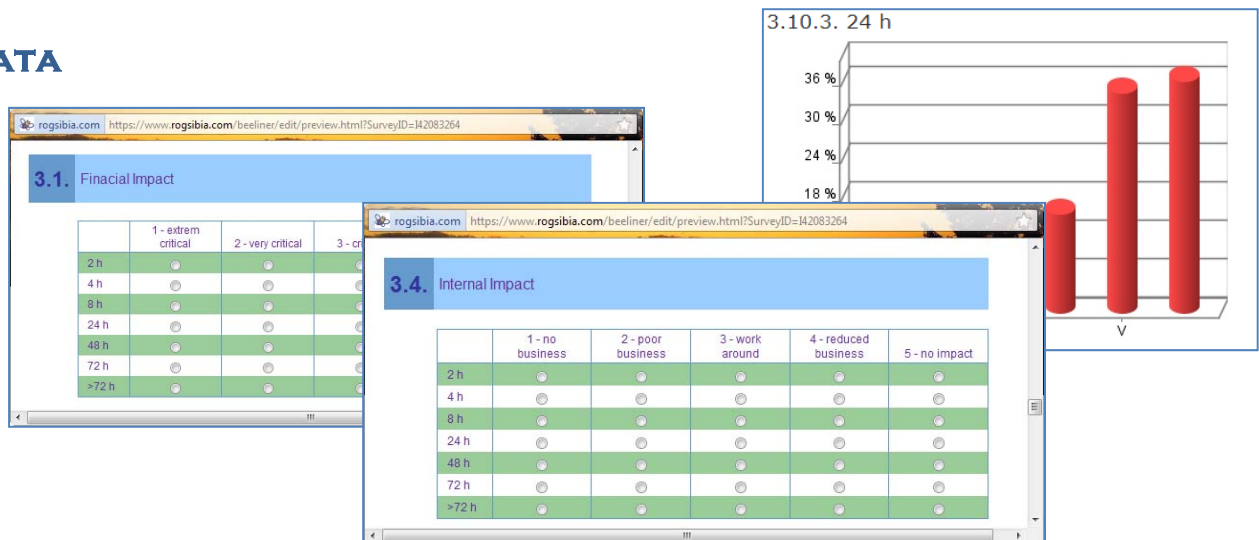 ATA
rogsibia.com https://www.rogsibia.com/beeliner/edit/preview.html?SurveyID=I42083264
3.1. Finacial Impact
1 - extrem critical 2 - very critical 3 -
2 h
4 h
8 h
24 h
48 h
72 h
>72 h
rogsibia.com https://www.rogsibia.com/beeliner/edit/preview.html?SurveyID=I42083264
3.4. Internal Impact
1 - no business 2 - poor business 3 - work around 4 - reduced business 5 - no impact
2 h
4 h
8 h
24 h
48 h
72 h
>72 h
3.10.3. 24 h
36 %
30 %
24 %
18 %
V